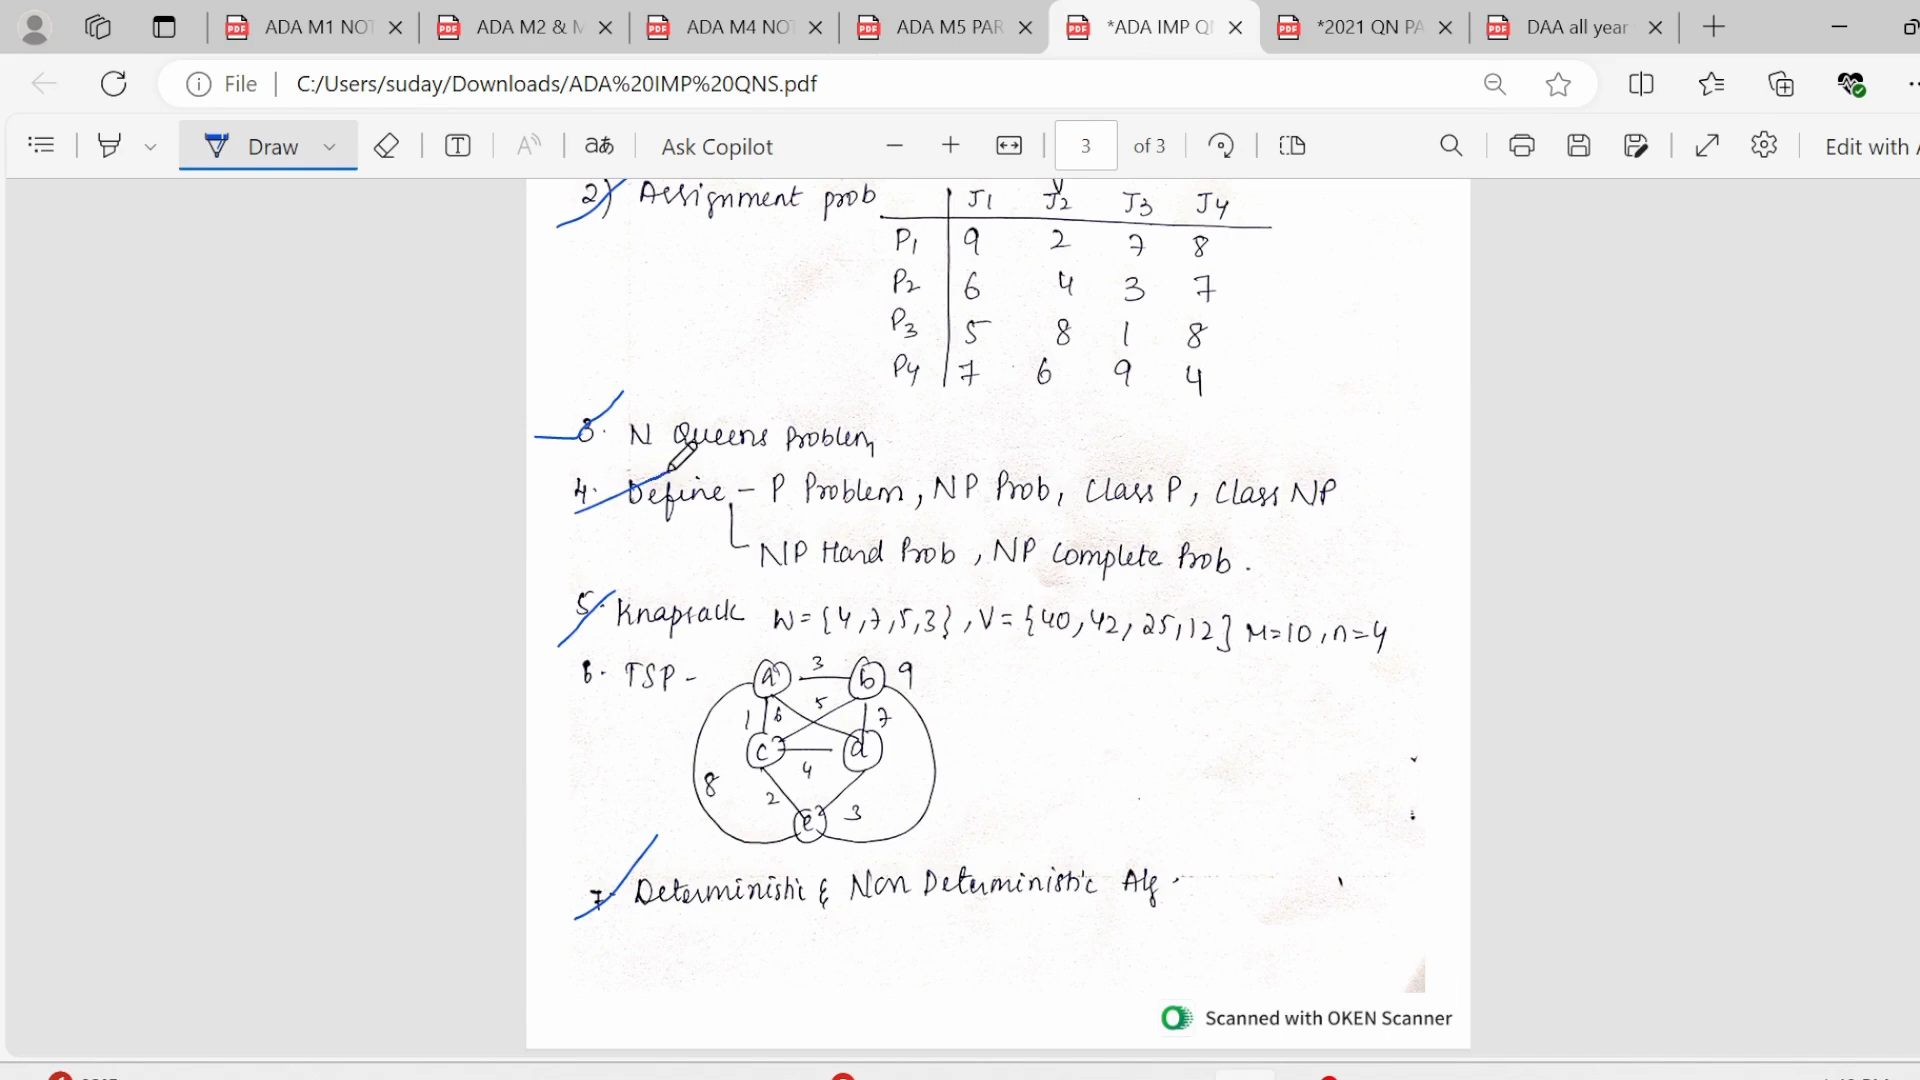 ADA M1 NOT ADA M2 & M ADA M4 NO ADA M5 PAR *ADA IMP Q *2021 QN PA DAA all year
File C:/Users/suday/Downloads/ADA%20IMP%20QNS.pdf
Draw Ask Copilot 3 of 3 Edit with
2) Assignment prob J1 J2 J3 J4
P1 9 2 7 8
P2 6 4 3 7
P3 5 8 1 8
P4 7 6 9 4
3. N Queens Problem
4. Define - P Problem, NP Prob, Class P, Class NP
NP Hard Prob, NP Complete Prob.
5. Knapsack W={4,7,5,3}, V={40,42,25,12} M=10, n=4
6. TSP - a 3 b 9
1 6 5 7
c 4 d
8 2 3
e
7. Deterministic & Non Deterministic Alg.
Scanned with OKEN Scanner